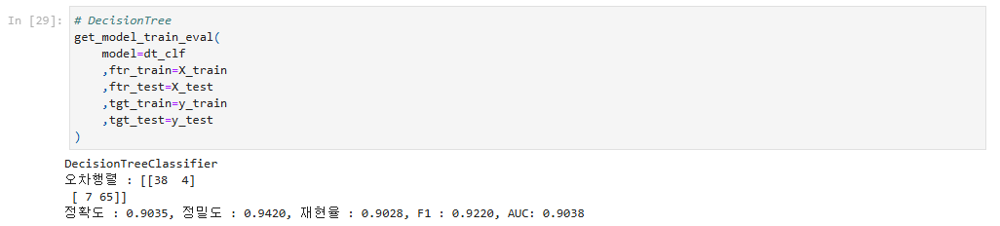 In [29]:
# DecisionTree
get_model_train_eval(
    model=dt_clf
    ,ftr_train=X_train
    ,ftr_test=X_test
    ,tgt_train=y_train
    ,tgt_test=y_test
)
DecisionTreeClassifier
오차행렬 : [[38  4]
 [ 7 65]]
정확도 : 0.9035, 정밀도 : 0.9420, 재현율 : 0.9028, F1 : 0.9220, AUC: 0.9038